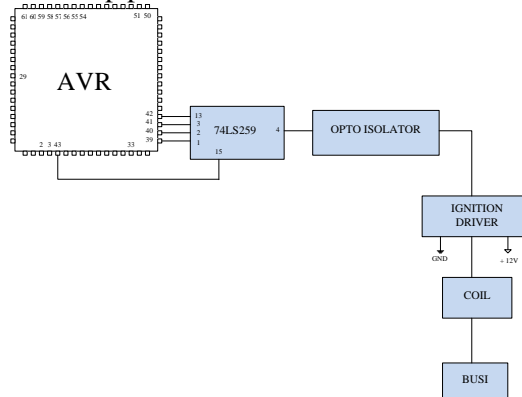 61 60 59 58 57 56 55 54 51 50
29
AVR
42
41
40
39
2 3 43 33
13
3
2
1
74LS259
4
15
OPTO ISOLATOR
IGNITION
DRIVER
GND
+ 12V
COIL
BUSI